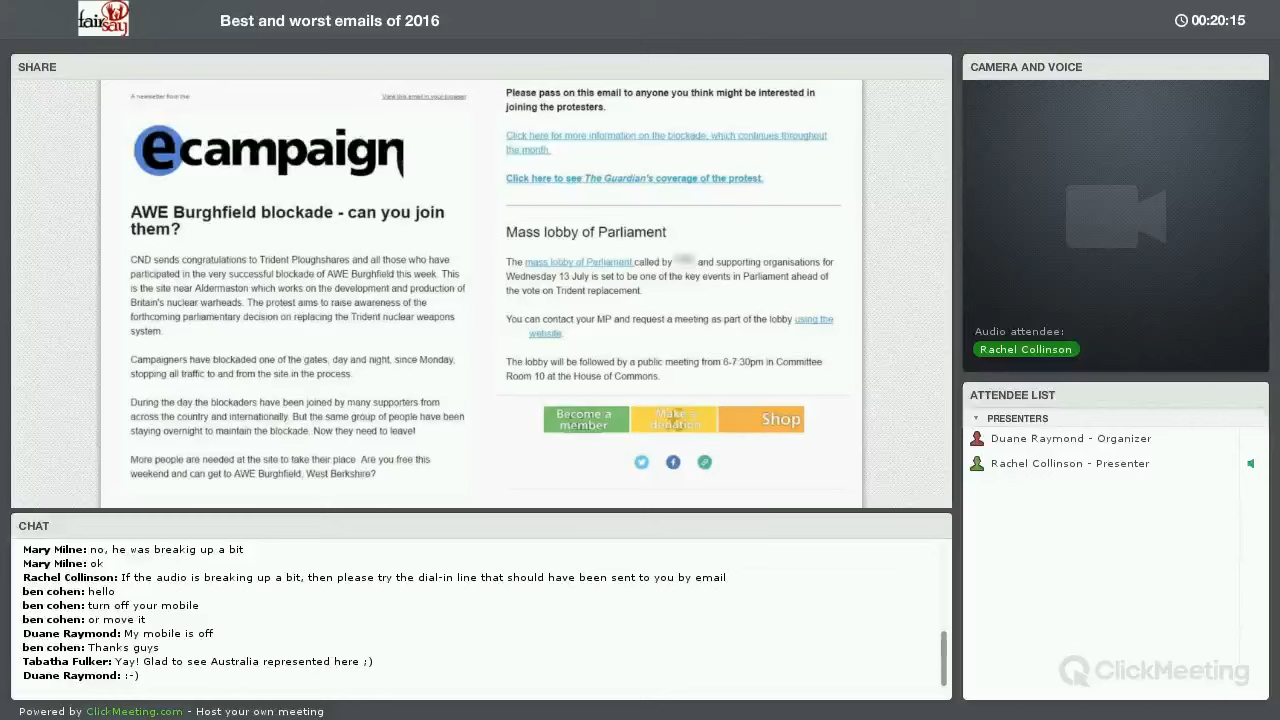 fairsay
Best and worst emails of 2016
00:20:15
SHARE
A newsletter from the
View this email in your browser
ecampaign
AWE Burghfield blockade - can you join
them?
CND sends congratulations to Trident Ploughshares and all those who have
participated in the very successful blockade of AWE Burghfield this week. This
is the site near Aldermaston which works on the development and production of
Britain's nuclear warheads. The protest aims to raise awareness of the
forthcoming parliamentary decision on replacing the Trident nuclear weapons
system.
Campaigners have blockaded one of the gates, day and night, since Monday,
stopping all traffic to and from the site in the process.
During the day the blockaders have been joined by many supporters from
across the country and internationally. But the same group of people have been
staying overnight to maintain the blockade. Now they need to leave!
More people are needed at the site to take their place. Are you free this
weekend and can get to AWE Burghfield, West Berkshire?
Please pass on this email to anyone you think might be interested in
joining the protesters.
Click here for more information on the blockade, which continues throughout
the month.
Click here to see The Guardian's coverage of the protest.
Mass lobby of Parliament
The mass lobby of Parliament called by and supporting organisations for
Wednesday 13 July is set to be one of the key events in Parliament ahead of
the vote on Trident replacement.
You can contact your MP and request a meeting as part of the lobby using the
website.
The lobby will be followed by a public meeting from 6-7:30pm in Committee
Room 10 at the House of Commons.
Become a
member
Make a
donation
Shop
CAMERA AND VOICE
Audio attendee:
Rachel Collinson
ATTENDEE LIST
PRESENTERS
Duane Raymond - Organizer
Rachel Collinson - Presenter
ClickMeeting
CHAT
Mary Milne: no, he was breakig up a bit
Mary Milne: ok
Rachel Collinson: If the audio is breaking up a bit, then please try the dial-in line that should have been sent to you by email
ben cohen: hello
ben cohen: turn off your mobile
ben cohen: or move it
Duane Raymond: My mobile is off
ben cohen: Thanks guys
Tabatha Fulker: Yay! Glad to see Australia represented here ;)
Duane Raymond: :-)
Powered by ClickMeeting.com - Host your own meeting